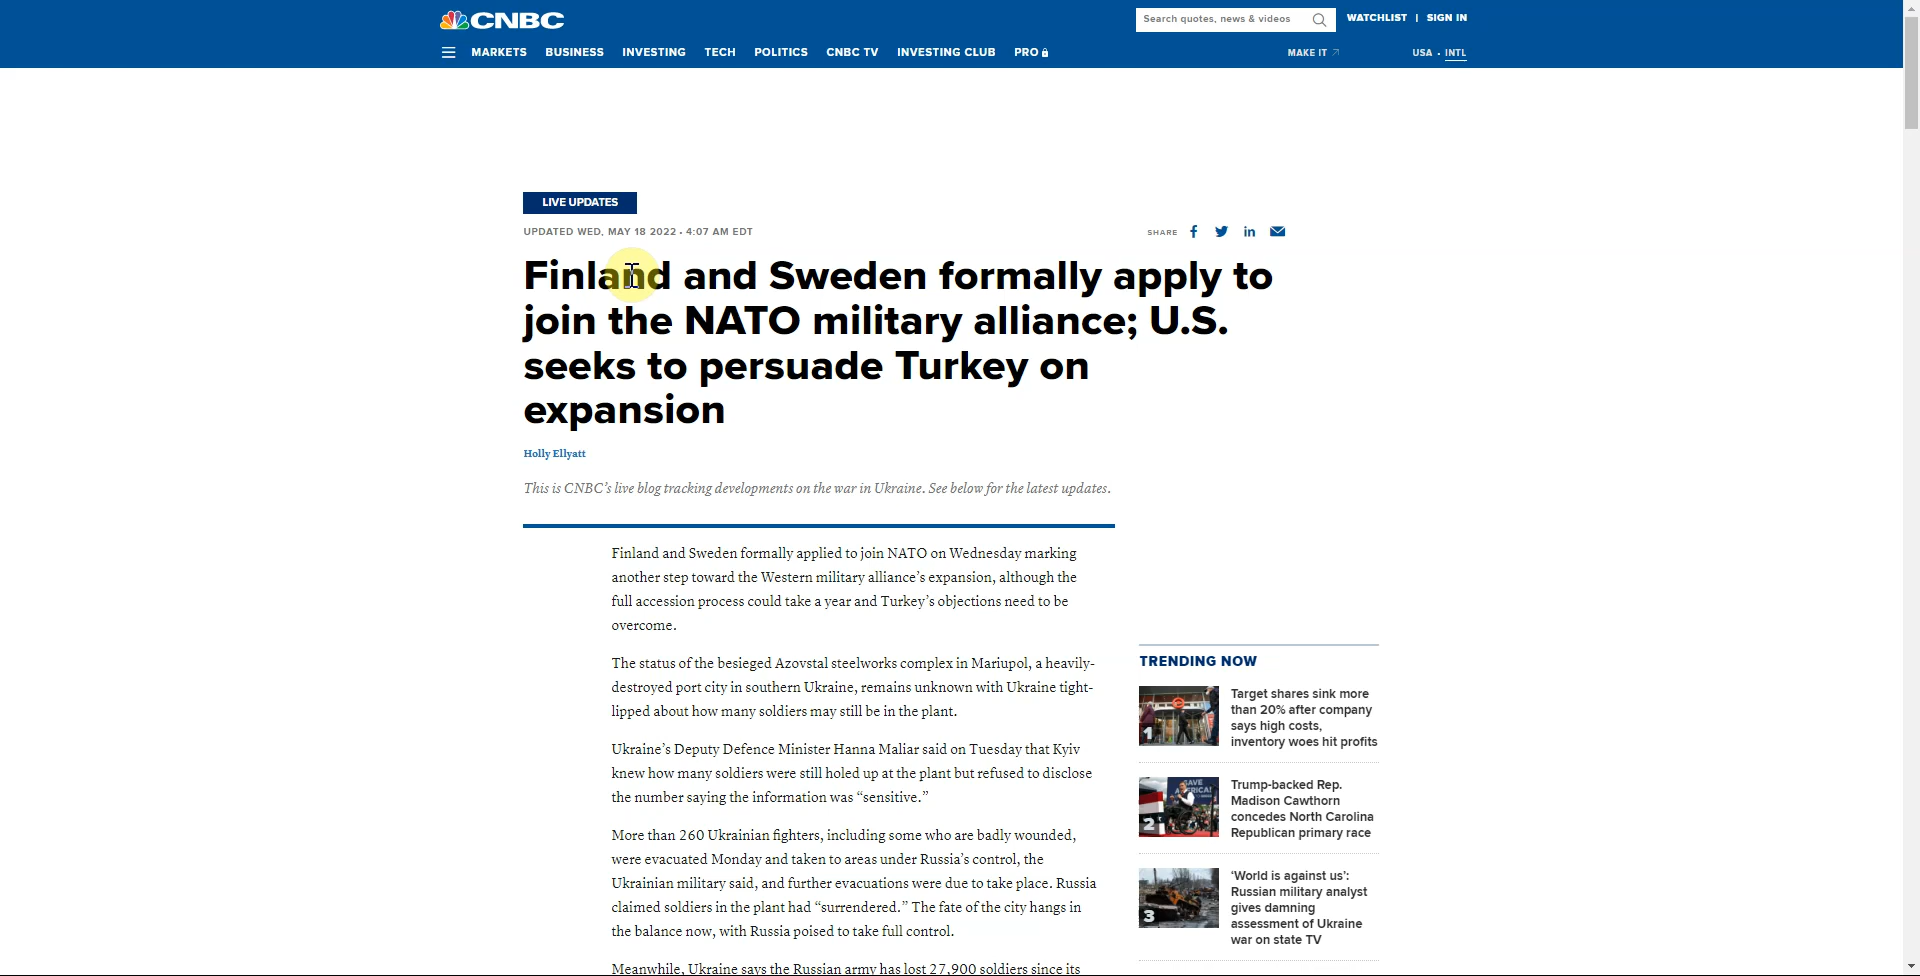 CNBC
Search quotes, news & videos
WATCHLIST | SIGN IN
MARKETS BUSINESS INVESTING TECH POLITICS CNBC TV INVESTING CLUB PRO
MAKE IT
USA • INTL
LIVE UPDATES
UPDATED WED, MAY 18 2022 • 4:07 AM EDT
SHARE
Finland and Sweden formally apply to
join the NATO military alliance; U.S.
seeks to persuade Turkey on
expansion
Holly Ellyatt
This is CNBC’s live blog tracking developments on the war in Ukraine. See below for the latest updates.
Finland and Sweden formally applied to join NATO on Wednesday marking
another step toward the Western military alliance’s expansion, although the
full accession process could take a year and Turkey’s objections need to be
overcome.
The status of the besieged Azovstal steelworks complex in Mariupol, a heavily-
destroyed port city in southern Ukraine, remains unknown with Ukraine tight-
lipped about how many soldiers may still be in the plant.
Ukraine’s Deputy Defence Minister Hanna Maliar said on Tuesday that Kyiv
knew how many soldiers were still holed up at the plant but refused to disclose
the number saying the information was “sensitive.”
More than 260 Ukrainian fighters, including some who are badly wounded,
were evacuated Monday and taken to areas under Russia’s control, the
Ukrainian military said, and further evacuations were due to take place. Russia
claimed soldiers in the plant had “surrendered.” The fate of the city hangs in
the balance now, with Russia poised to take full control.
Meanwhile, Ukraine says the Russian army has lost 27,900 soldiers since its
TRENDING NOW
1
Target shares sink more
than 20% after company
says high costs,
inventory woes hit profits
2
Trump-backed Rep.
Madison Cawthorn
concedes North Carolina
Republican primary race
3
‘World is against us’:
Russian military analyst
gives damning
assessment of Ukraine
war on state TV